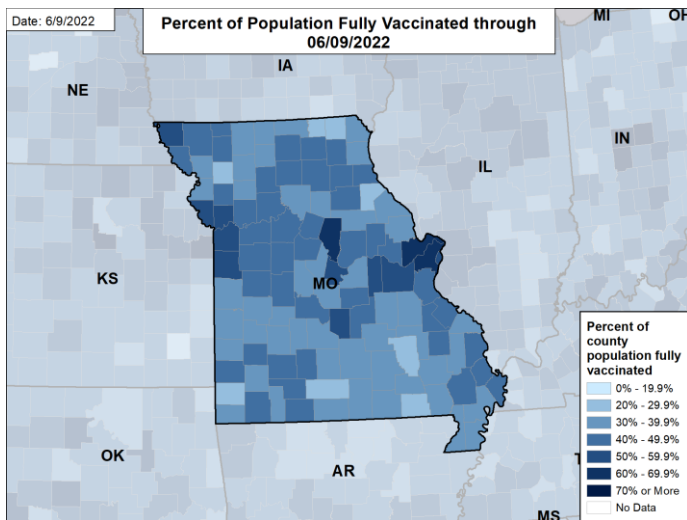 Date: 6/9/2022
Percent of Population Fully Vaccinated through
06/09/2022
MI
OH
IA
NE
IN
IL
KS
MO
OK
AR
MS
T
Percent of
county
population fully
vaccinated
0% - 19.9%
20% - 29.9%
30% - 39.9%
40% - 49.9%
50% - 59.9%
60% - 69.9%
70% or More
No Data